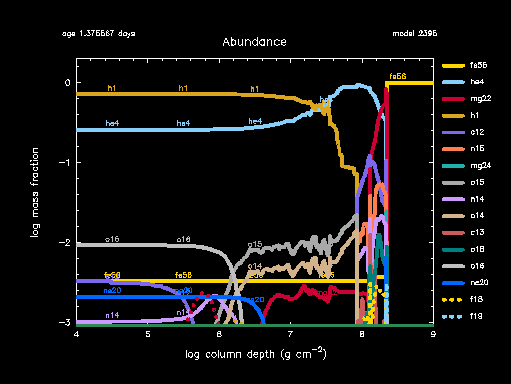 age 1.375567 days
model 2395
Abundance
fe56
fe56
he4
mg22
h1
c12
n15
mg24
o15
n14
o14
c13
o18
o16
ne20
f18
f19
h1
h1
h1
he4
he4
he4
o16
o16
o15
o14
fe56
fe56
ne20
n14
0
−1
−2
−3
4
5
6
7
8
9
log mass fraction
log column depth (g cm⁻²)